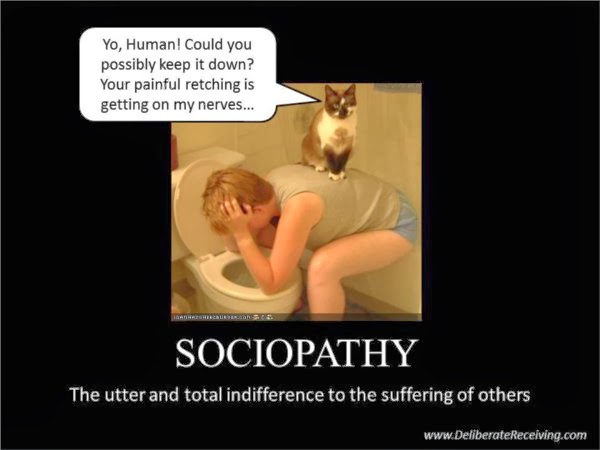 Yo, Human! Could you
possibly keep it down?
Your painful retching is
getting on my nerves...
SOCIOPATHY
The utter and total indifference to the suffering of others
www.DeliberateReceiving.com